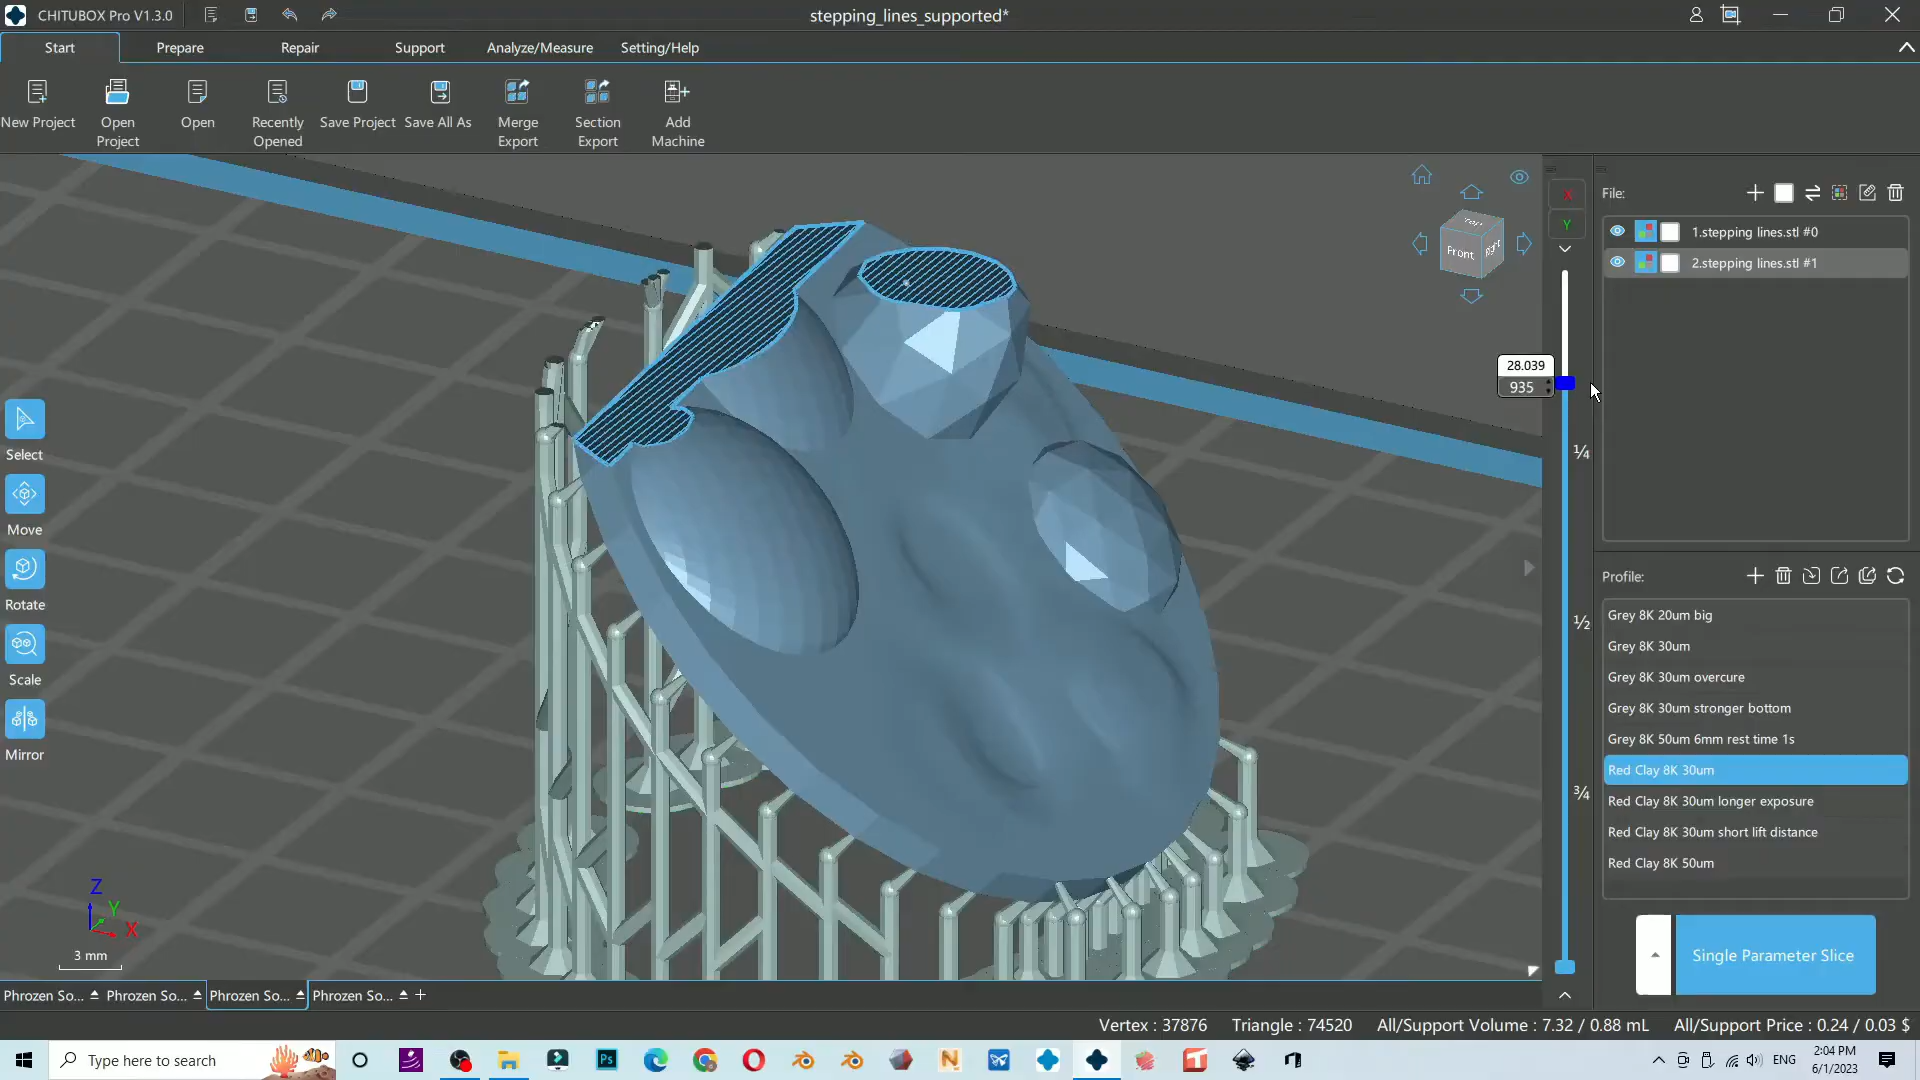 CHITUBOX Pro V1.3.0
stepping_lines_supported*
Start
Prepare
Repair
Support
Analyze/Measure
Setting/Help
New Project
Open
Project
Open
Recently
Opened
Save Project
Save All As
Merge
Export
Section
Export
Add
Machine
Top
Front
Right
X
Y
28.039
935
1/4
1/2
3/4
File:
1.stepping lines.stl #0
2.stepping lines.stl #1
Profile:
Grey 8K 20um big
Grey 8K 30um
Grey 8K 30um overcure
Grey 8K 30um stronger bottom
Grey 8K 50um 6mm rest time 1s
Red Clay 8K 30um
Red Clay 8K 30um longer exposure
Red Clay 8K 30um short lift distance
Red Clay 8K 50um
Single Parameter Slice
Select
Move
Rotate
Scale
Mirror
Z
Y
X
3 mm
Phrozen So...
Phrozen So...
Phrozen So...
Phrozen So...
Vertex : 37876
Triangle : 74520
All/Support Volume : 7.32 / 0.88 mL
All/Support Price : 0.24 / 0.03 $
Type here to search
Ps
ENG
2:04 PM
6/1/2023